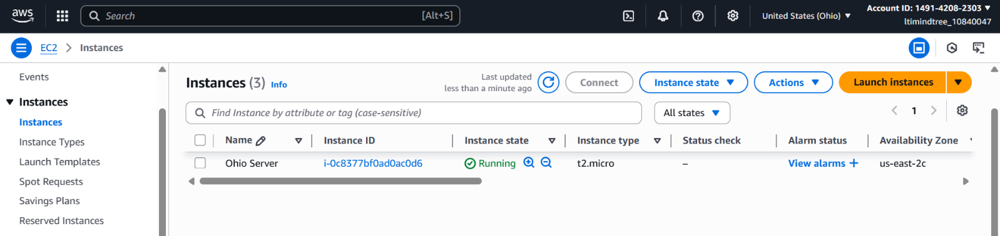 aws
Search [Alt+S]
United States (Ohio)
Account ID: 1491-4208-2303
ltimindtree_10840047
EC2 > Instances
Events
Instances
Instances
Instance Types
Launch Templates
Spot Requests
Savings Plans
Reserved Instances
Instances (3) Info
Last updated
less than a minute ago
Connect
Instance state
Actions
Launch instances
Find Instance by attribute or tag (case-sensitive)
All states
1
Name Instance ID Instance state Instance type Status check Alarm status Availability Zone
Ohio Server i-0c8377bf0ad0ac0d6 Running t2.micro – View alarms + us-east-2c